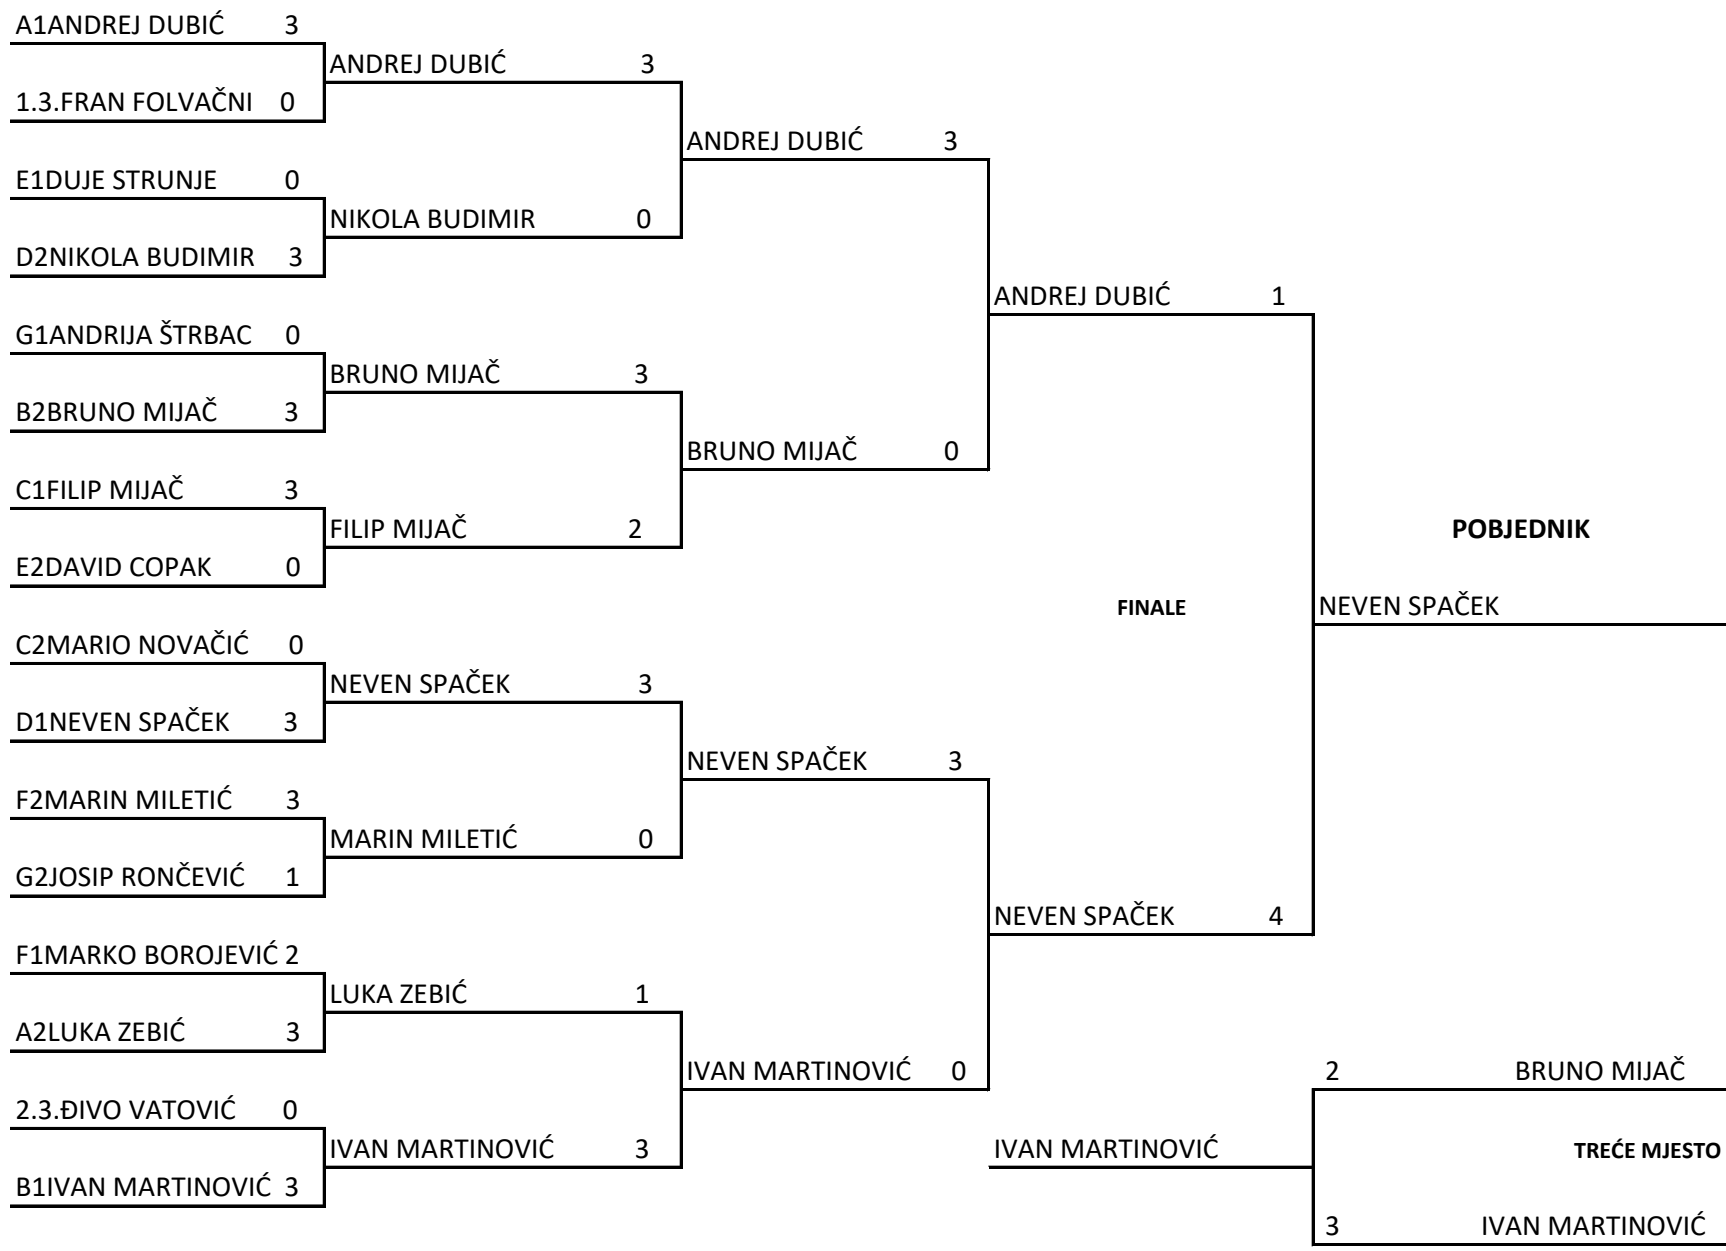 A1ANDREJ DUBIĆ 3
ANDREJ DUBIĆ 3
1.3.FRAN FOLVAČNI 0
ANDREJ DUBIĆ 3
E1DUJE STRUNJE 0
NIKOLA BUDIMIR 0
D2NIKOLA BUDIMIR 3
ANDREJ DUBIĆ 1
G1ANDRIJA ŠTRBAC 0
BRUNO MIJAČ 3
B2BRUNO MIJAČ 3
BRUNO MIJAČ 0
C1FILIP MIJAČ 3
FILIP MIJAČ 2
POBJEDNIK
E2DAVID COPAK 0
FINALE
NEVEN SPAČEK
C2MARIO NOVAČIĆ 0
NEVEN SPAČEK 3
D1NEVEN SPAČEK 3
NEVEN SPAČEK 3
F2MARIN MILETIĆ 3
MARIN MILETIĆ 0
G2JOSIP RONČEVIĆ 1
NEVEN SPAČEK 4
F1MARKO BOROJEVIĆ 2
LUKA ZEBIĆ 1
A2LUKA ZEBIĆ 3
IVAN MARTINOVIĆ 0
2 BRUNO MIJAČ
2.3.ĐIVO VATOVIĆ 0
IVAN MARTINOVIĆ 3
IVAN MARTINOVIĆ
TREĆE MJESTO
B1IVAN MARTINOVIĆ 3
3 IVAN MARTINOVIĆ